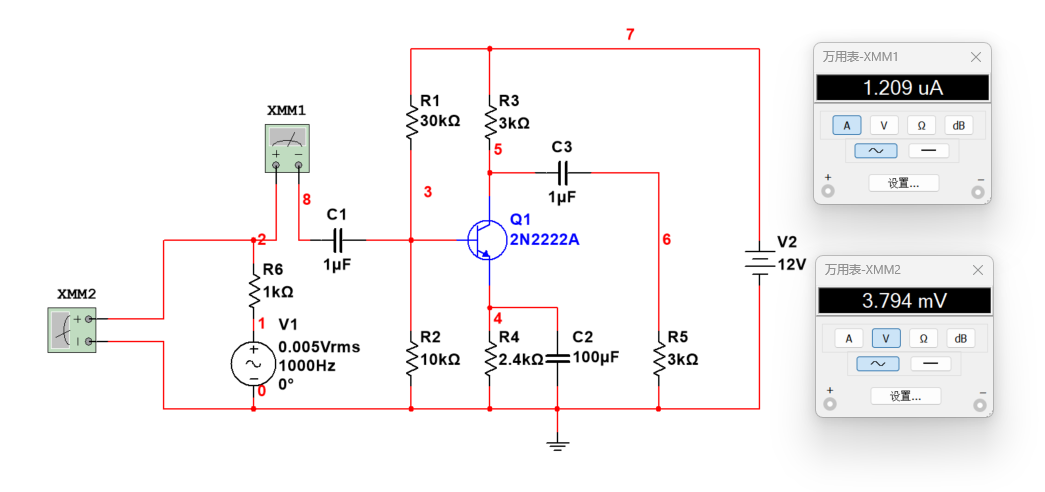 7
万用表-XMM1
1.209 uA
A V Ω dB
+ 设置... −
XMM1
+ −
8
R1
30kΩ
R3
3kΩ
5
C3
1µF
3
C1
1µF
2
Q1
2N2222A
6
V2
12V
R6
1kΩ
XMM2
+
−
1
V1
0.005Vrms
1000Hz
0°
0
4
R2
10kΩ
R4
2.4kΩ
C2
100µF
R5
3kΩ
万用表-XMM2
3.794 mV
A V Ω dB
+ 设置... −